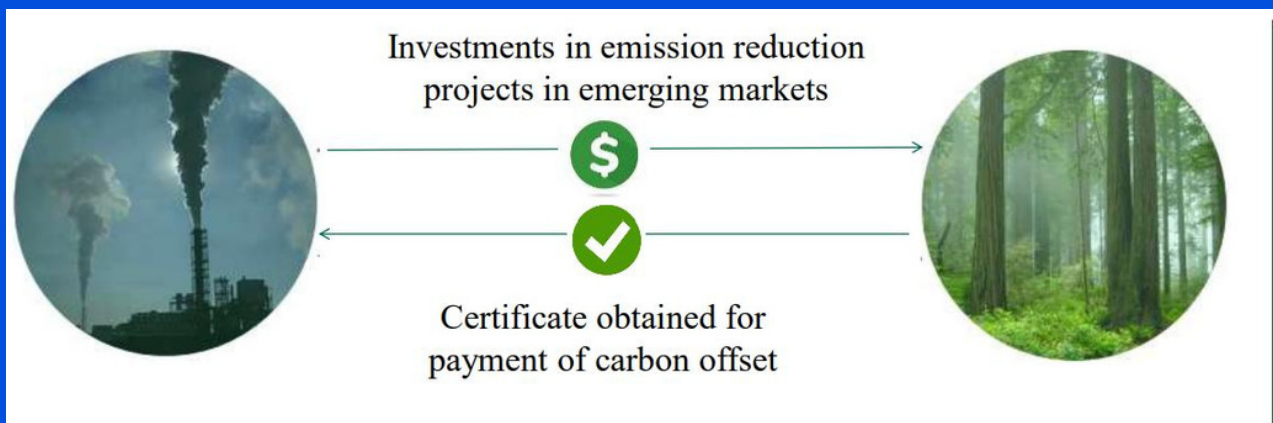 Investments in emission reduction
projects in emerging markets
$
Certificate obtained for
payment of carbon offset